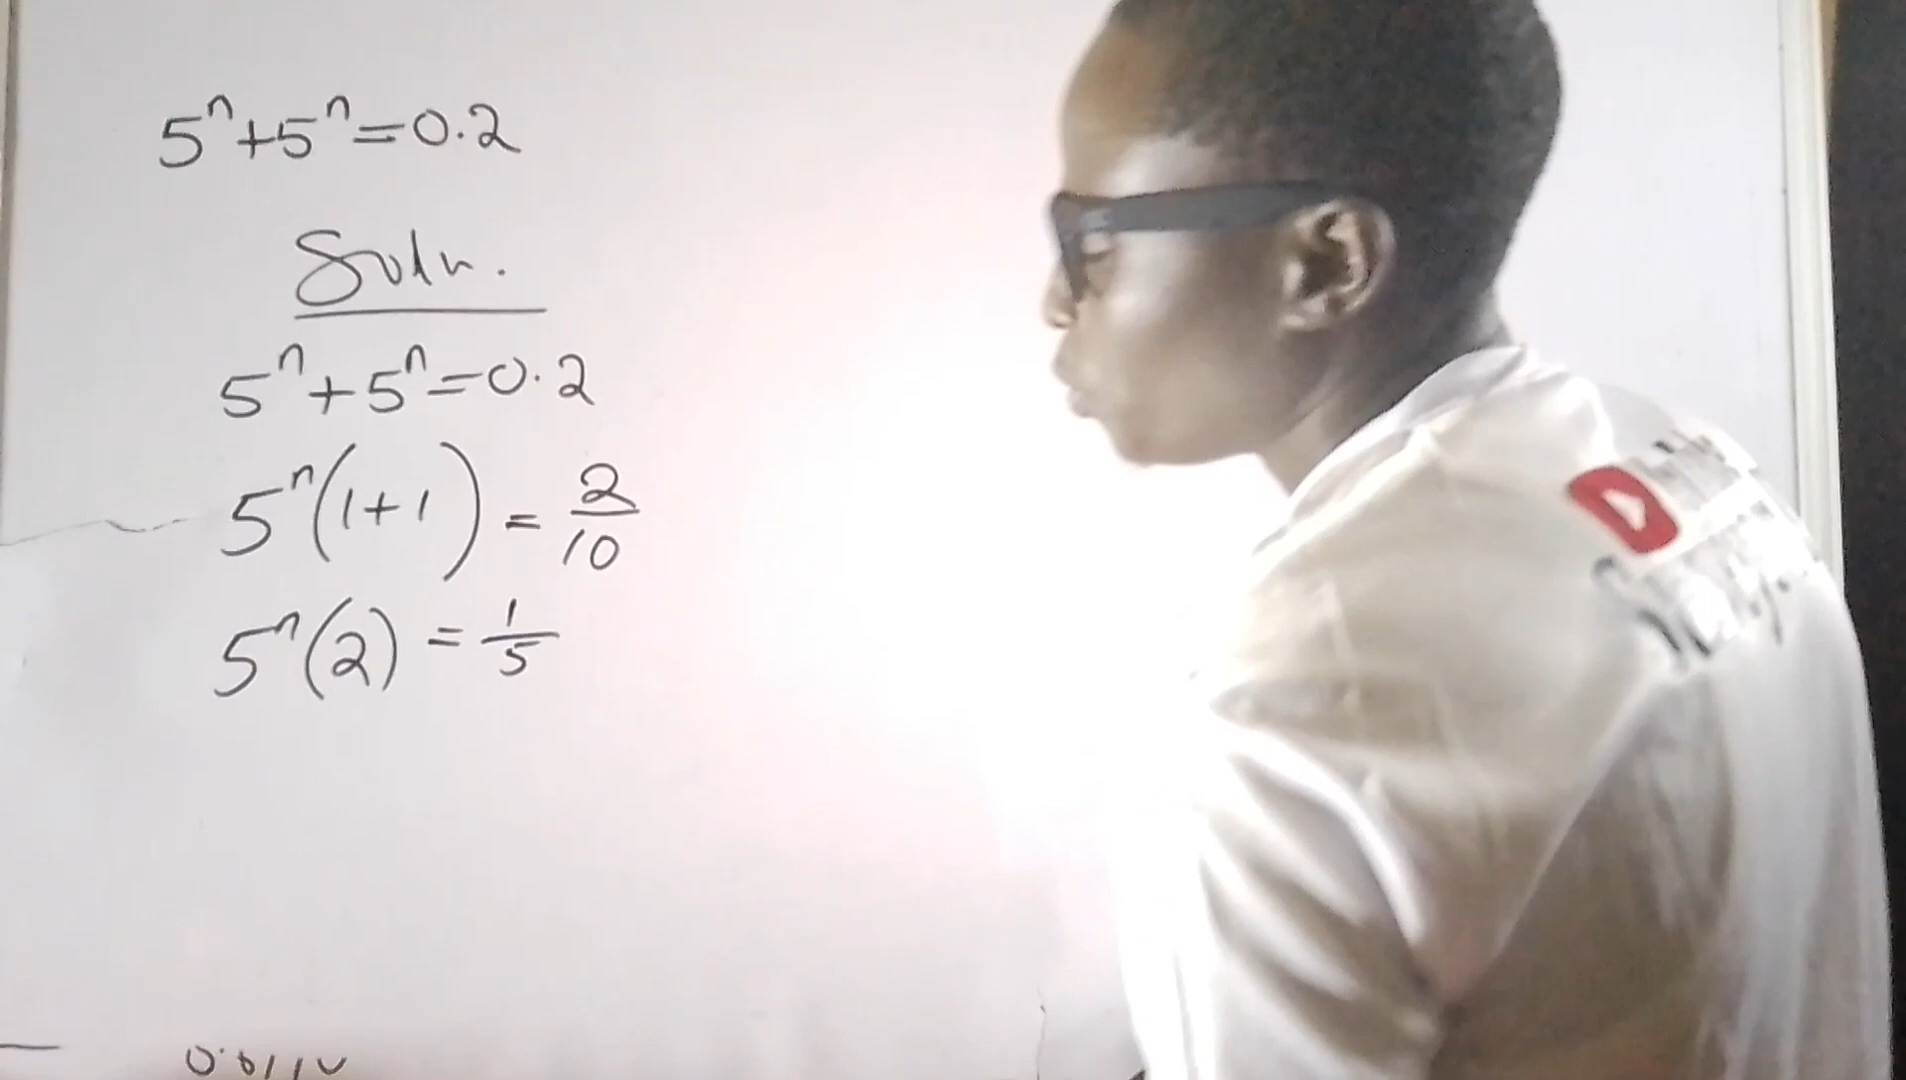 5ⁿ+5ⁿ=0.2
Soln.
5ⁿ+5ⁿ=0.2
5ⁿ(1+1) = 2/10
5ⁿ(2) = 1/5